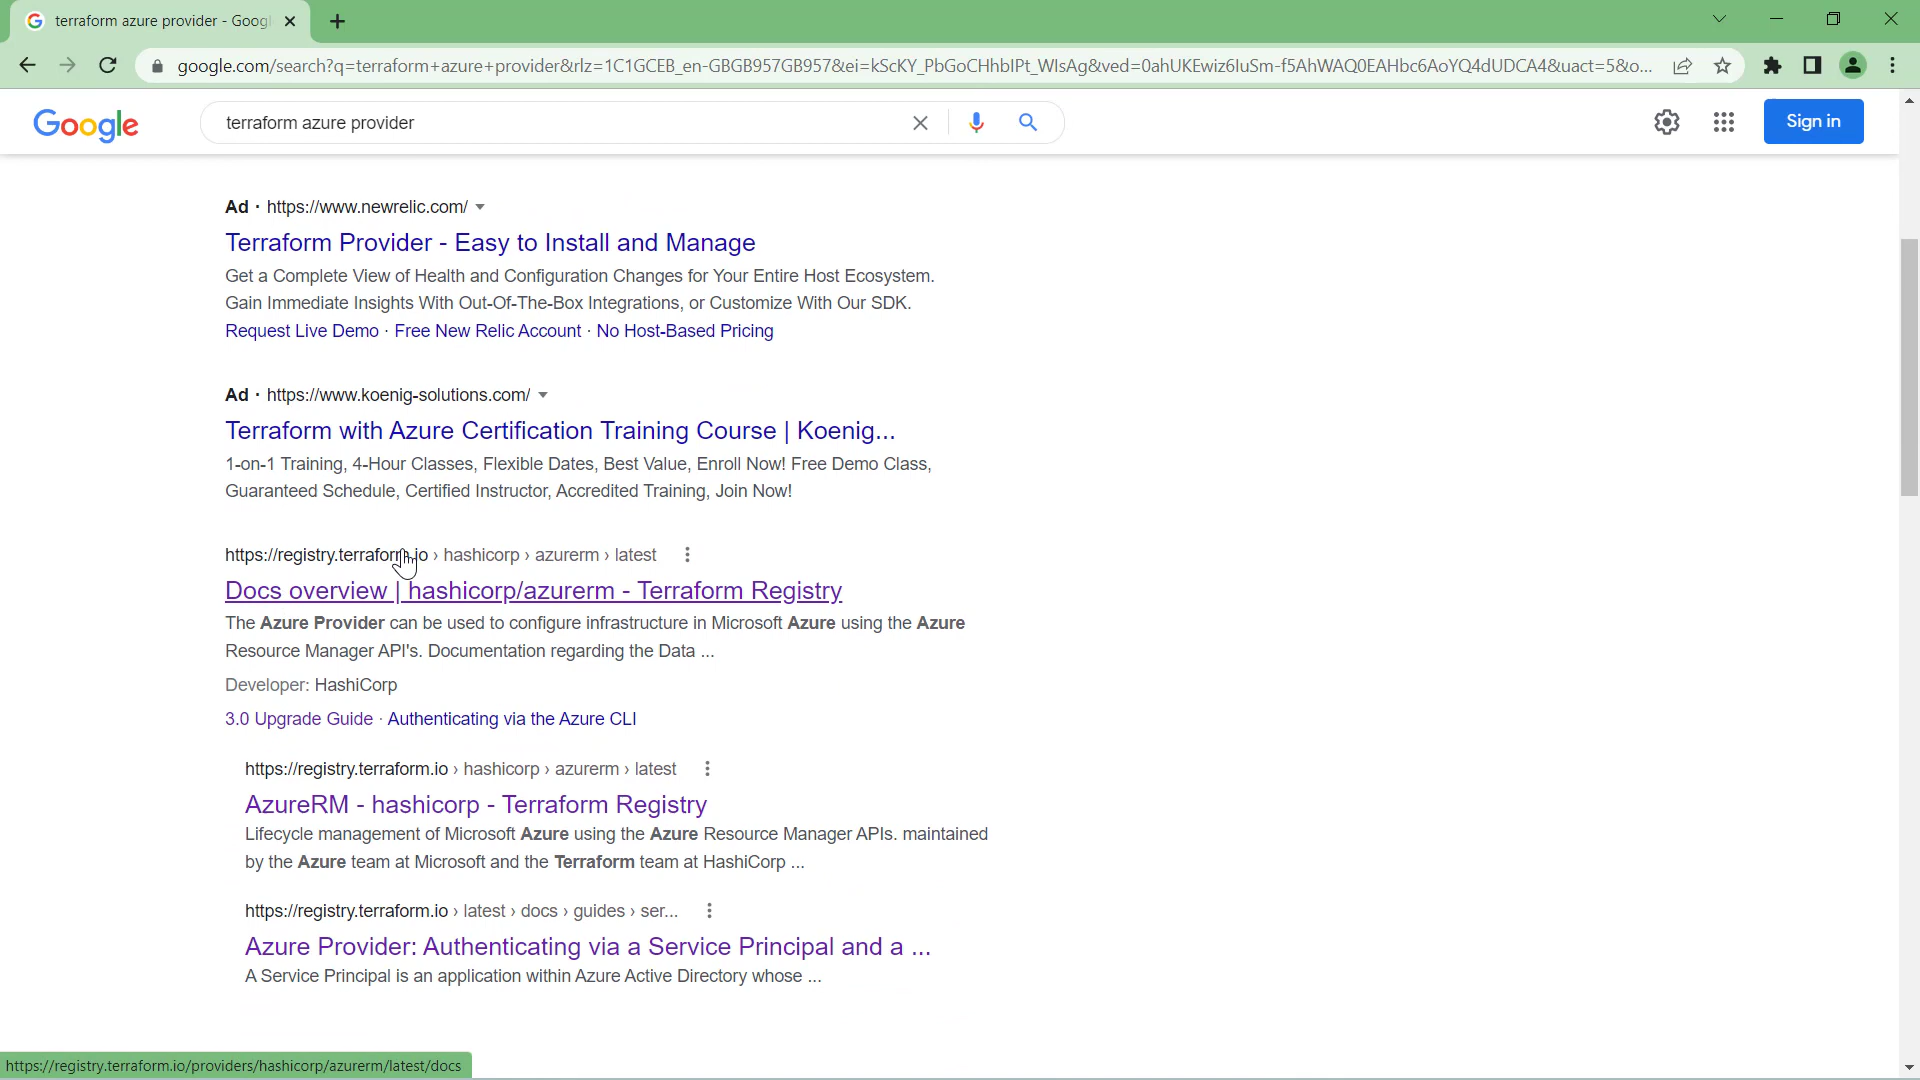 terraform azure provider - Googl
google.com/search?q=terraform+azure+provider&rlz=1C1GCEB_en-GBGB957GB957&ei=kScKY_PbGoCHhbIPt_WIsAg&ved=0ahUKEwiz6IuSm-f5AhWAQ0EAHbc6AoYQ4dUDCA4&uact=5&o...
Google
terraform azure provider
Sign in
Ad · https://www.newrelic.com/
Terraform Provider - Easy to Install and Manage
Get a Complete View of Health and Configuration Changes for Your Entire Host Ecosystem.
Gain Immediate Insights With Out-Of-The-Box Integrations, or Customize With Our SDK.
Request Live Demo · Free New Relic Account · No Host-Based Pricing
Ad · https://www.koenig-solutions.com/
Terraform with Azure Certification Training Course | Koenig...
1-on-1 Training, 4-Hour Classes, Flexible Dates, Best Value, Enroll Now! Free Demo Class,
Guaranteed Schedule, Certified Instructor, Accredited Training, Join Now!
https://registry.terraform.io › hashicorp › azurerm › latest
Docs overview | hashicorp/azurerm - Terraform Registry
The Azure Provider can be used to configure infrastructure in Microsoft Azure using the Azure
Resource Manager API's. Documentation regarding the Data ...
Developer: HashiCorp
3.0 Upgrade Guide · Authenticating via the Azure CLI
https://registry.terraform.io › hashicorp › azurerm › latest
AzureRM - hashicorp - Terraform Registry
Lifecycle management of Microsoft Azure using the Azure Resource Manager APIs. maintained
by the Azure team at Microsoft and the Terraform team at HashiCorp ...
https://registry.terraform.io › latest › docs › guides › ser...
Azure Provider: Authenticating via a Service Principal and a ...
A Service Principal is an application within Azure Active Directory whose ...
https://registry.terraform.io/providers/hashicorp/azurerm/latest/docs